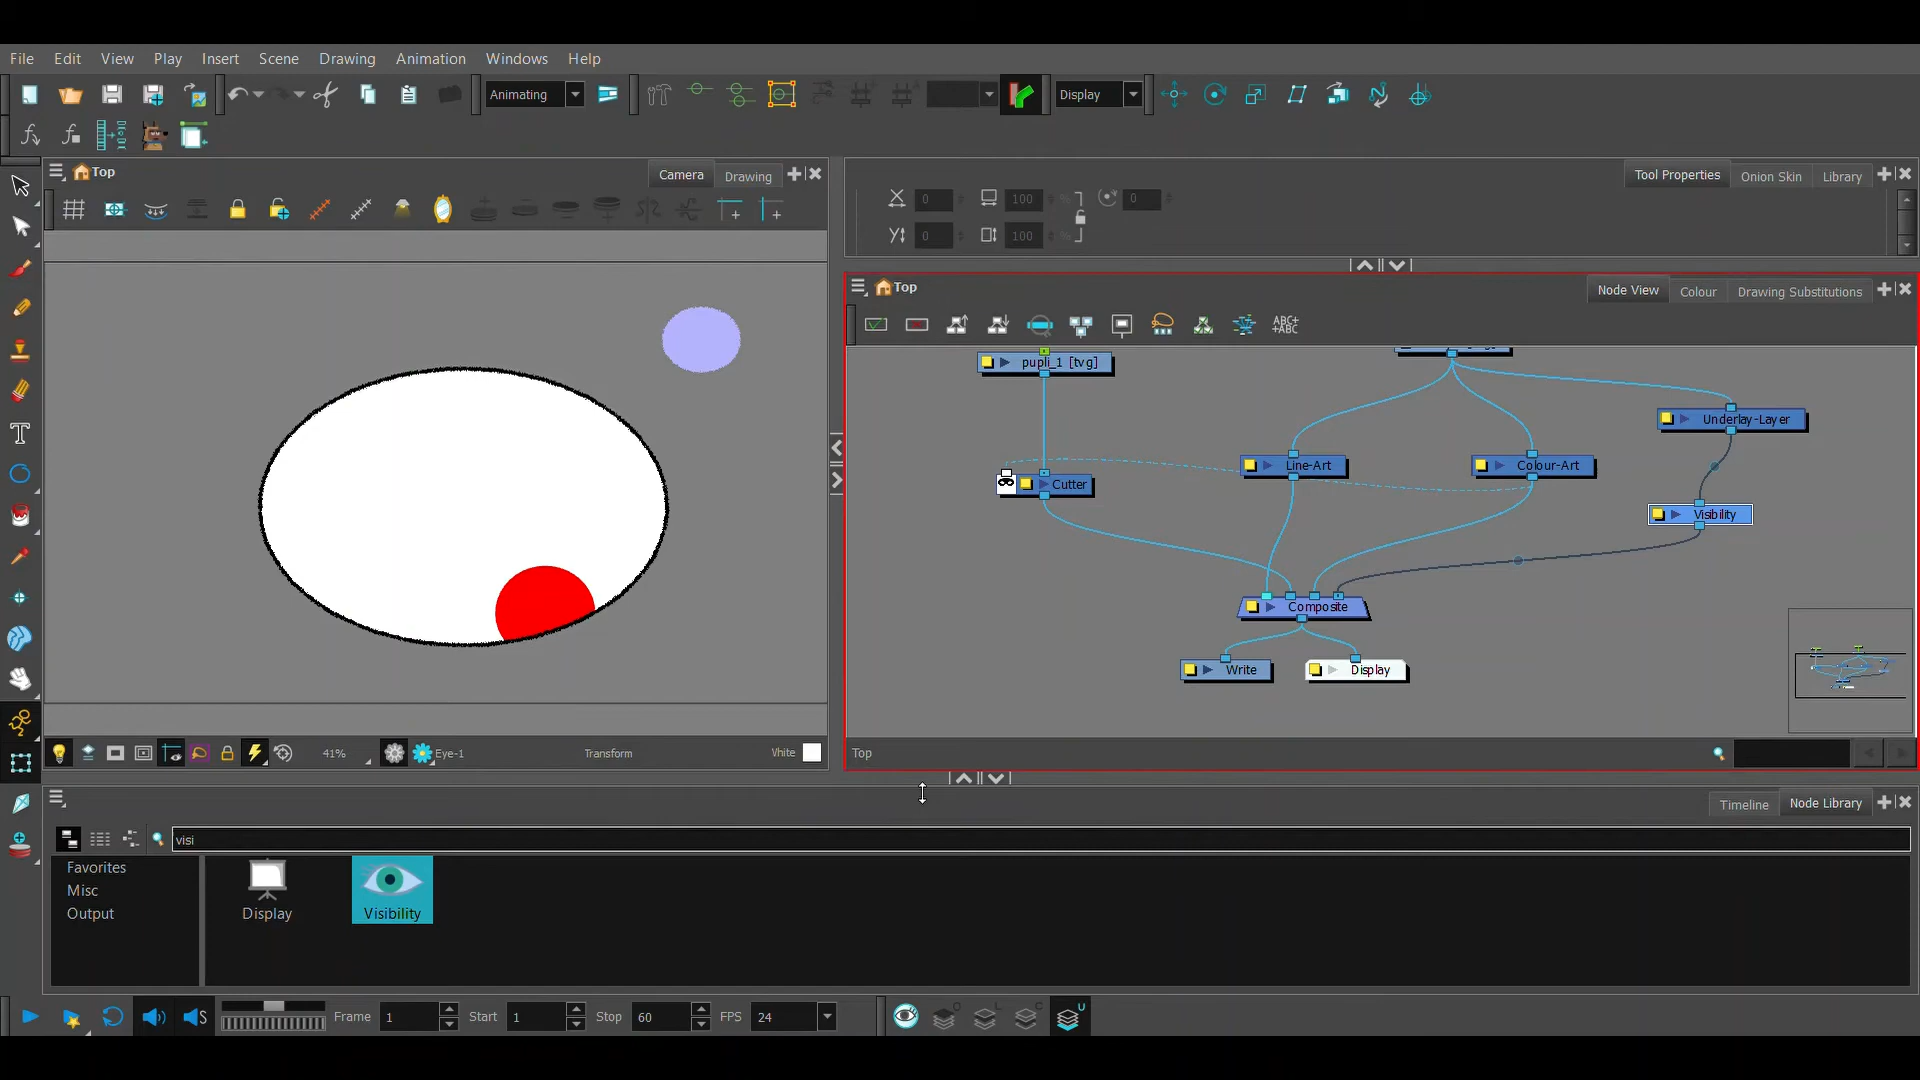 File Edit View Play Insert Scene Drawing Animation Windows Help
Animating
Display
Top
Camera
Drawing
Tool Properties
Onion Skin
Library
0 100 0
0 100
Top
Node View
Colour
Drawing Substitutions
ABC+
+ABC
pupli_1 [tvg]
Underlay-Layer
Line-Art
Colour-Art
Cutter
Visibility
Composite
Write
Display
41%
Eye-1
Transform
White
Top
Timeline
Node Library
visi
Favorites
Misc
Output
Display
Visibility
Frame 1 Start 1 Stop 60 FPS 24